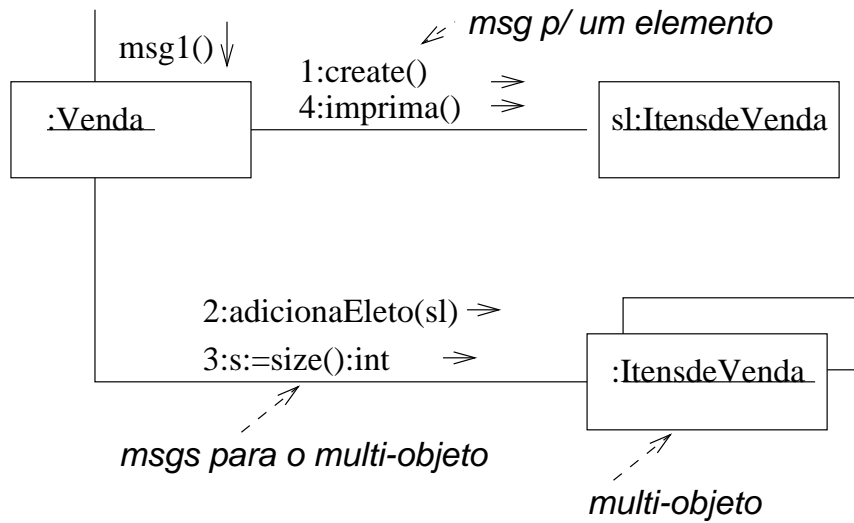 msg p/ um elemento
msg1()
1:create()
4:imprima()
:Venda
sl:ItensdeVenda
2:adicionaEleto(sl)
3:s:=size():int
:ItensdeVenda
msgs para o multi-objeto
multi-objeto